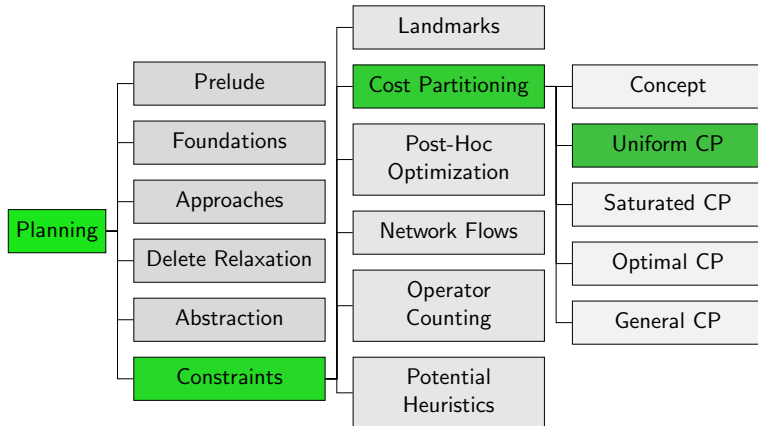 Planning
Prelude
Foundations
Approaches
Delete Relaxation
Abstraction
Constraints
Landmarks
Cost Partitioning
Post-Hoc
Optimization
Network Flows
Operator
Counting
Potential
Heuristics
Concept
Uniform CP
Saturated CP
Optimal CP
General CP